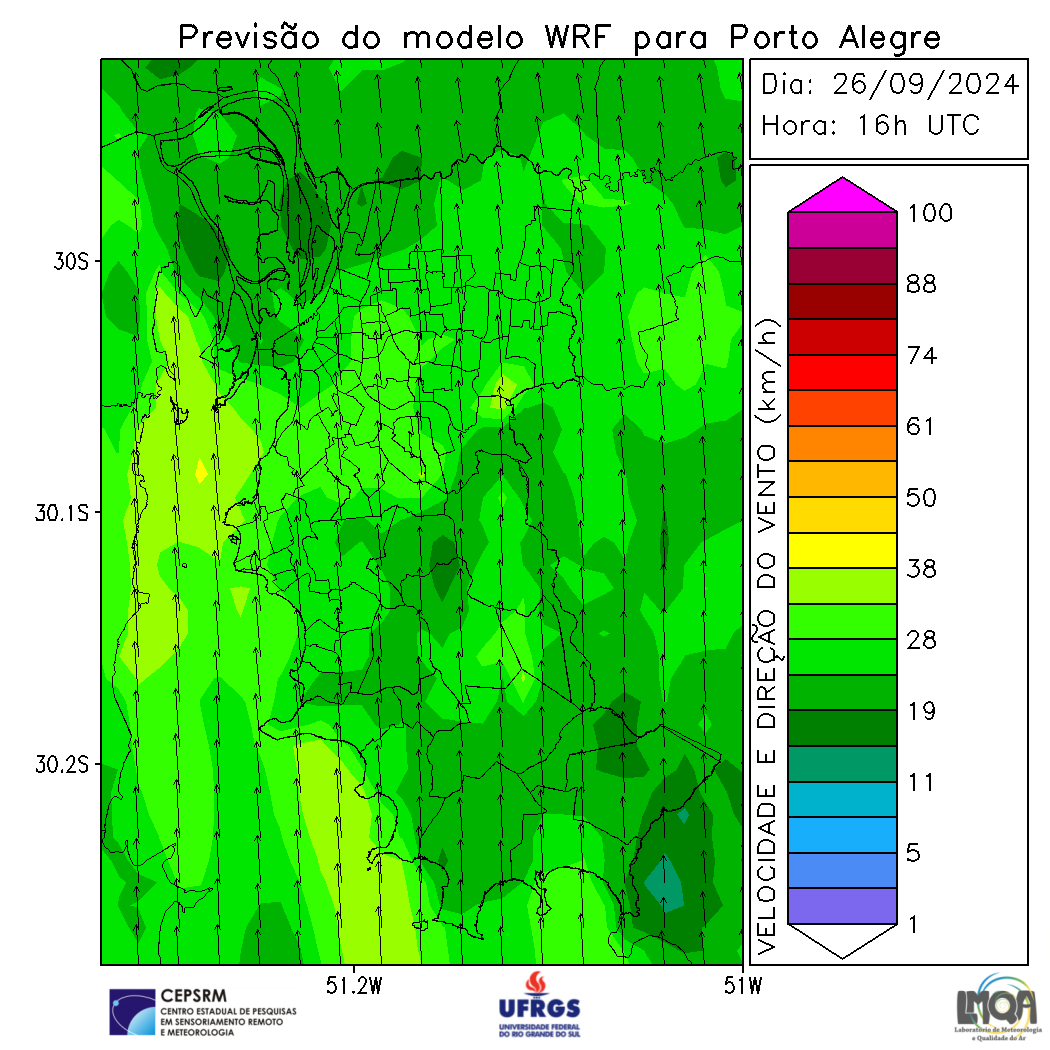 Previsão do modelo WRF para Porto Alegre
Dia: 26/09/2024
Hora: 16h UTC
30S
30.1S
30.2S
51.2W
51W
VELOCIDADE E DIREÇÃO DO VENTO (km/h)
100
88
74
61
50
38
28
19
11
5
1
CEPSRM
CENTRO ESTADUAL DE PESQUISAS
EM SENSORIAMENTO REMOTO
E METEOROLOGIA
UFRGS
UNIVERSIDADE FEDERAL
DO RIO GRANDE DO SUL
LMQA
Laboratório de Meteorologia
e Qualidade do Ar